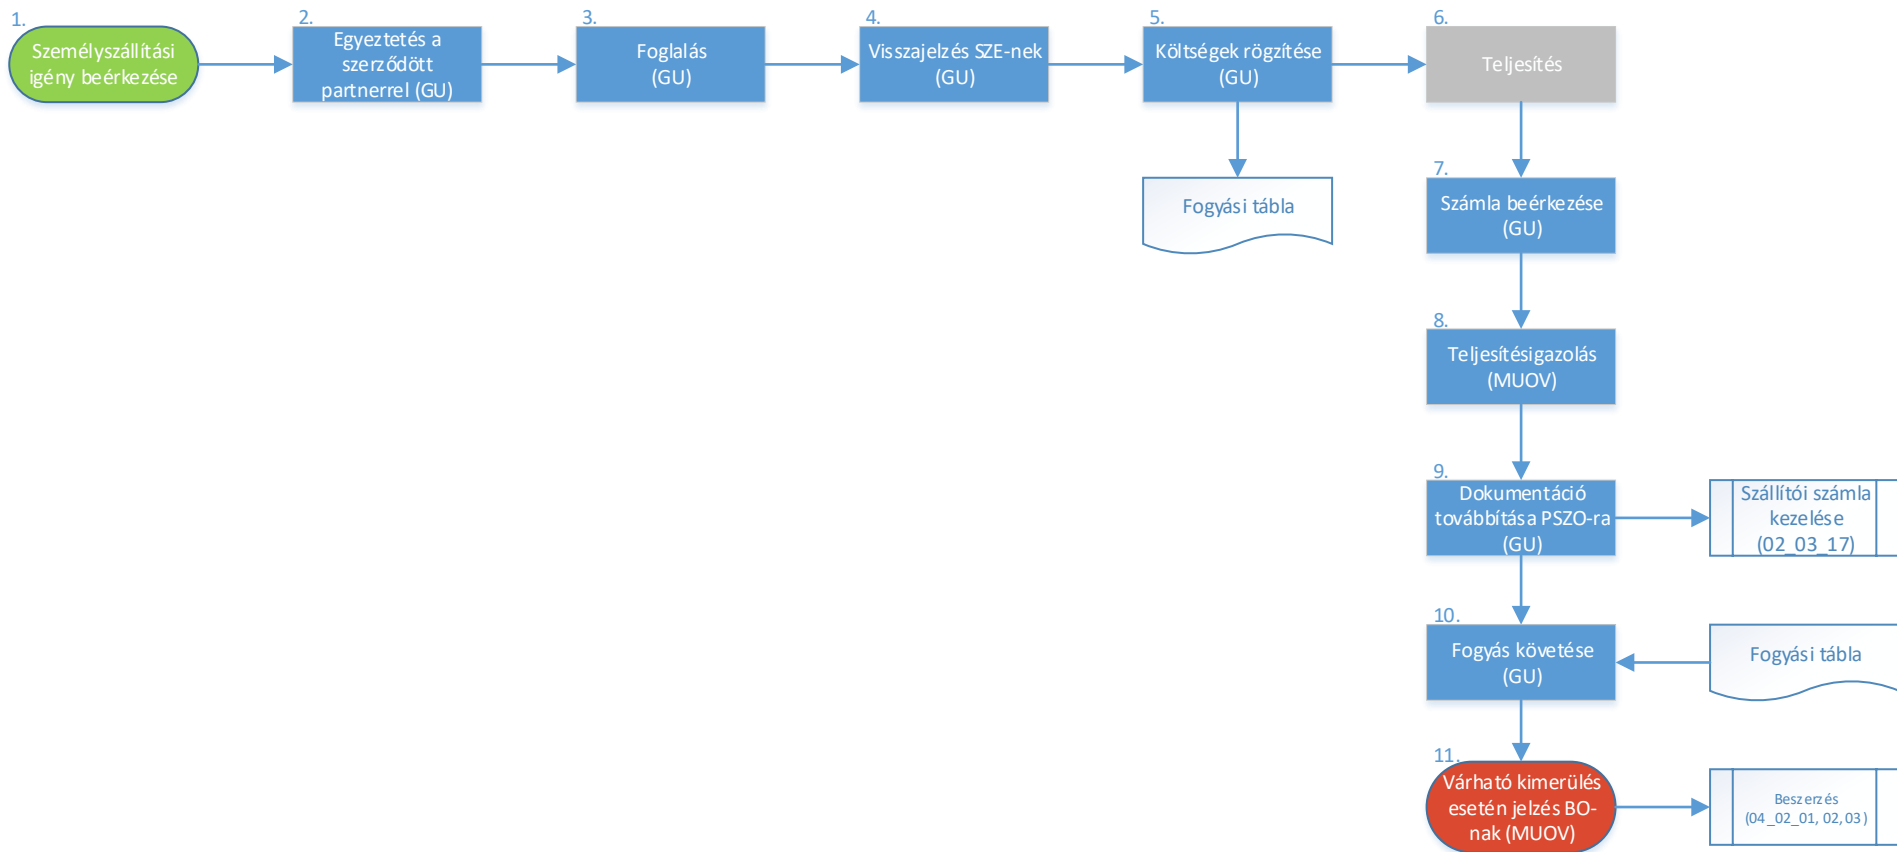 1.
Személyszállítási
igény beérkezése
2.
Egyeztetés a
szerződött
partnerrel (GU)
3.
Foglalás
(GU)
4.
Visszajelzés SZE-nek
(GU)
5.
Költségek rögzítése
(GU)
6.
Teljesítés
Fogyási tábla
7.
Számla beérkezése
(GU)
8.
Teljesítésigazolás
(MUOV)
9.
Dokumentáció
továbbítása PSZO-ra
(GU)
Szállítói számla
kezelése
(02_03_17)
10.
Fogyás követése
(GU)
Fogyási tábla
11.
Várható kimerülés
esetén jelzés BO-
nak (MUOV)
Beszerzés
(04_02_01, 02,03)